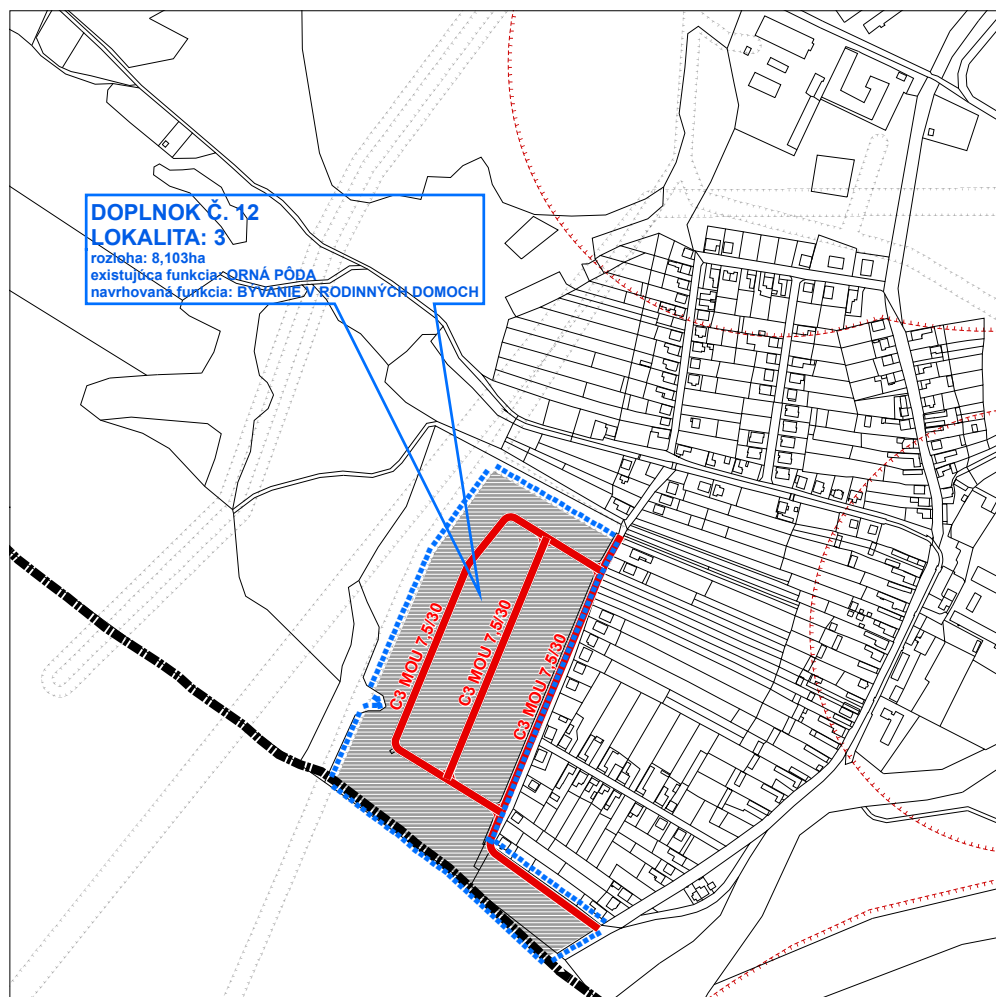 DOPLNOK Č. 12
LOKALITA: 3
rozloha: 8,103ha
existujúca funkcia: ORNÁ PÔDA
navrhovaná funkcia: BÝVANIE V RODINNÝCH DOMOCH
C3 MOU 7,5/30
C3 MOU 7,5/30
C3 MOU 7,5/30